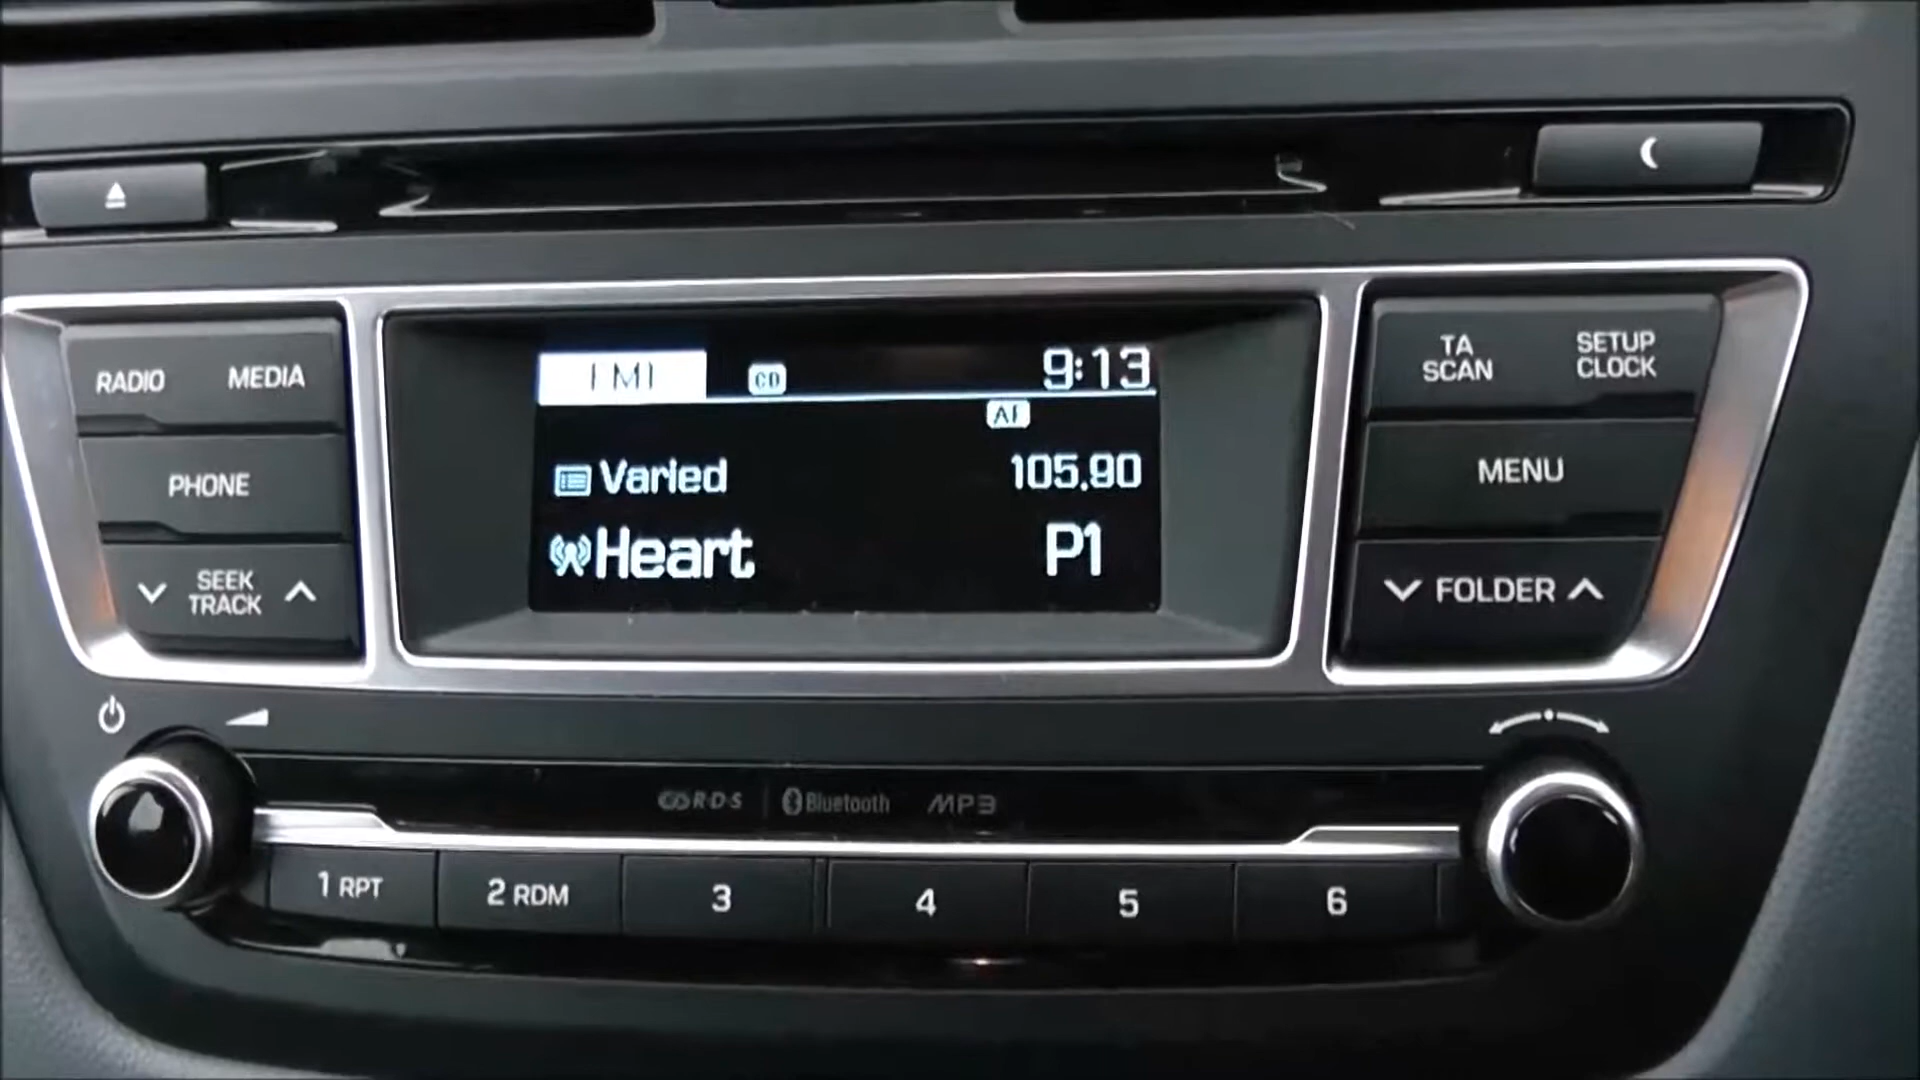 RADIO MEDIA
PHONE
SEEK
TRACK
FM1 CD 9:13
AF
Varied 105.90
Heart P1
TA
SCAN
SETUP
CLOCK
MENU
FOLDER
R·D·S Bluetooth MP3
1 RPT 2 RDM 3 4 5 6